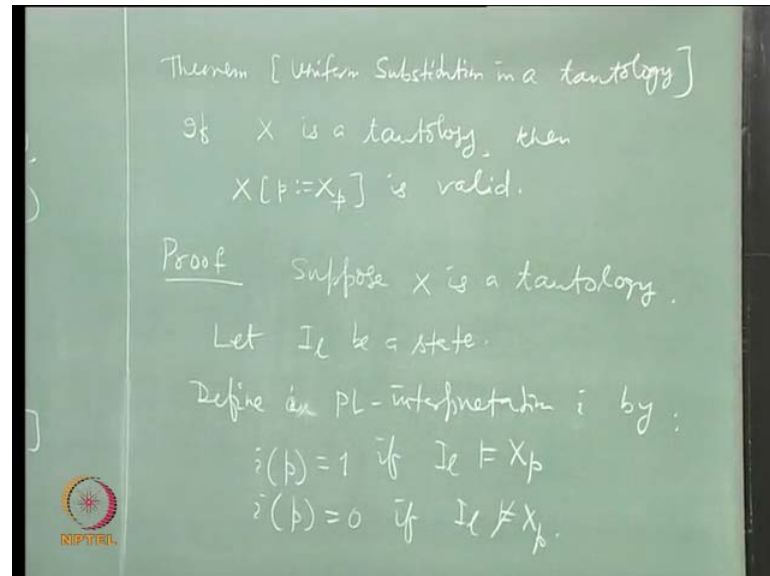 Theorem [Uniform Substitution in a tautology]
If X is a tautology, then
X[p:=X_p] is valid.
Proof Suppose X is a tautology.
Let I_ℓ be a state.
Define an PL-interpretation i by:
i(p)=1 if I_ℓ ⊨ X_p
i(p)=0 if I_ℓ ⊭ X_p.
)
]
NPTEL